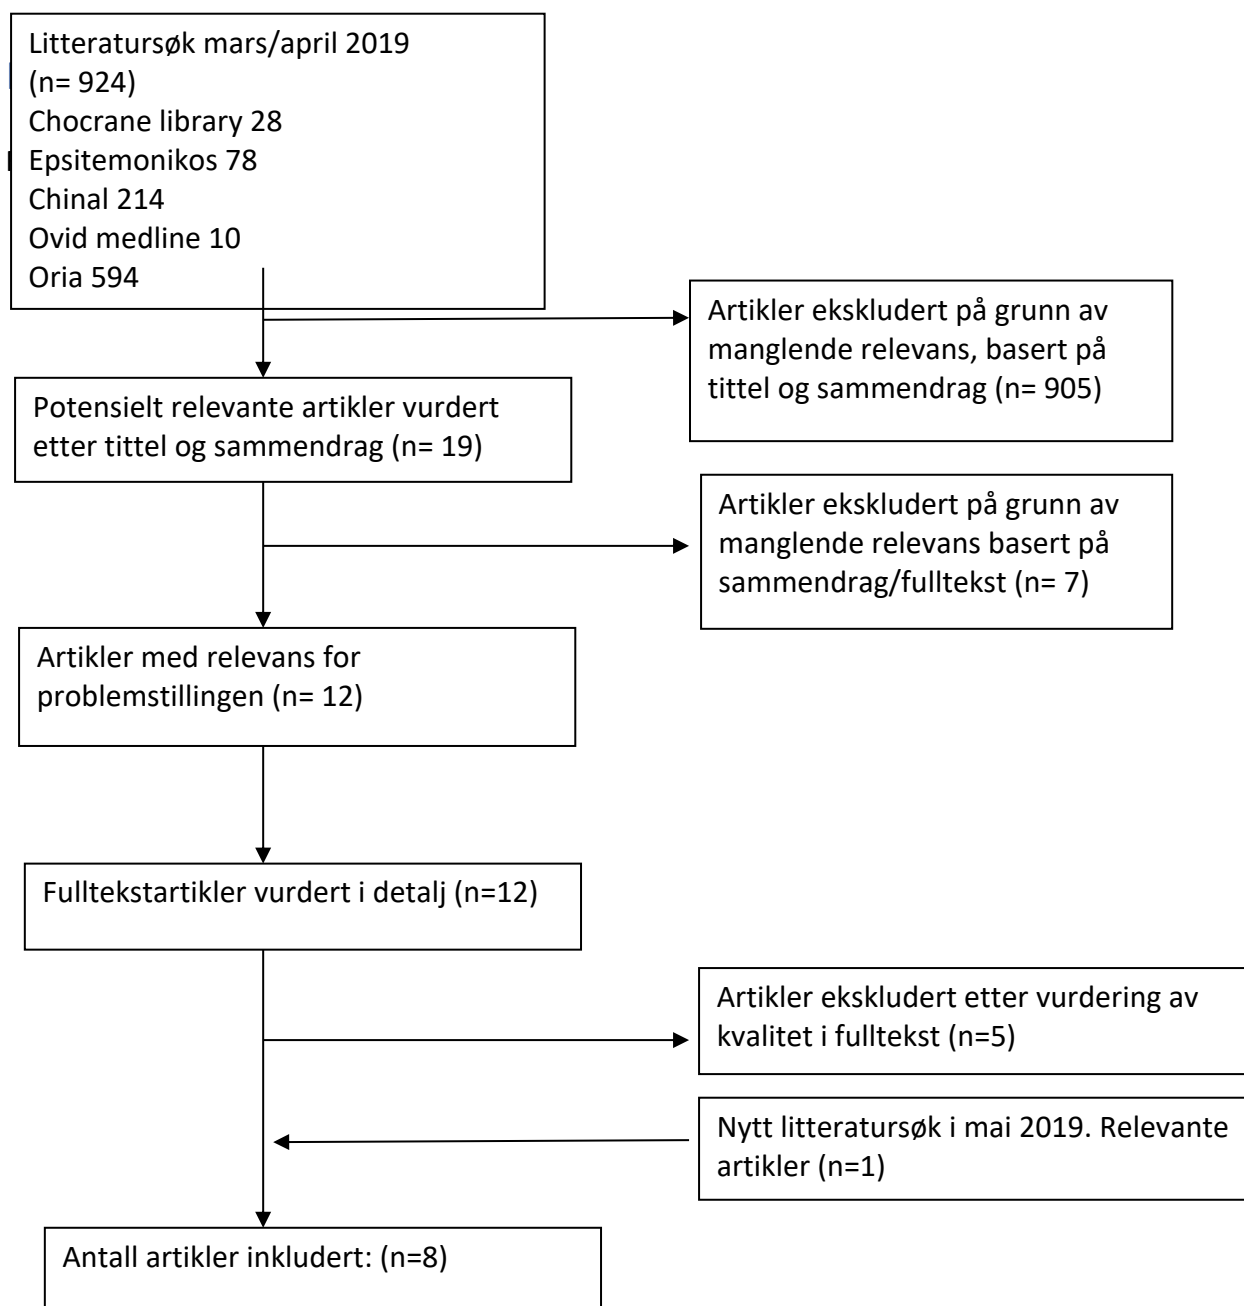 Litteratursøk mars/april 2019
(n= 924)
Chocrane library 28
Epsitemonikos 78
Chinal 214
Ovid medline 10
Oria 594
Artikler ekskludert på grunn av
manglende relevans, basert på
tittel og sammendrag (n= 905)
Potensielt relevante artikler vurdert
etter tittel og sammendrag (n= 19)
Artikler ekskludert på grunn av
manglende relevans basert på
sammendrag/fulltekst (n= 7)
Artikler med relevans for
problemstillingen (n= 12)
Fulltekstartikler vurdert i detalj (n=12)
Artikler ekskludert etter vurdering av
kvalitet i fulltekst (n=5)
Nytt litteratursøk i mai 2019. Relevante
artikler (n=1)
Antall artikler inkludert: (n=8)